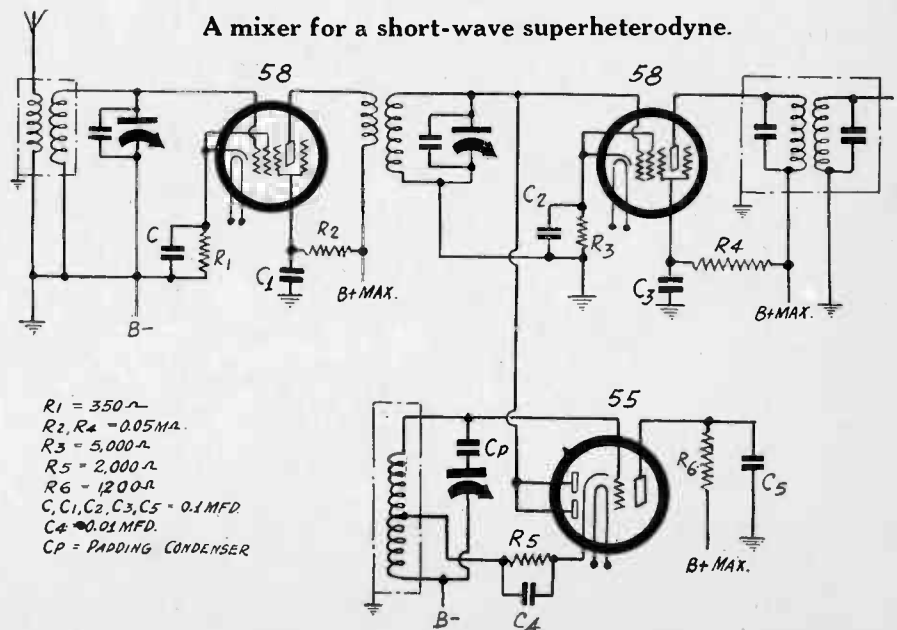 A mixer for a short-wave superheterodyne.
58
58
C
R1
R2
C1
B+MAX.
B-
C2
R3
R4
C3
B+MAX.
55
Cp
R5
C4
B-
R6
C5
B+MAX.
R1 = 350Ω
R2, R4 = 0.05MΩ.
R3 = 5,000Ω
R5 = 2,000Ω
R6 = 1,200Ω
C, C1, C2, C3, C5 = 0.1 MFD.
C4 = 0.01 MFD.
CP = PADDING CONDENSER